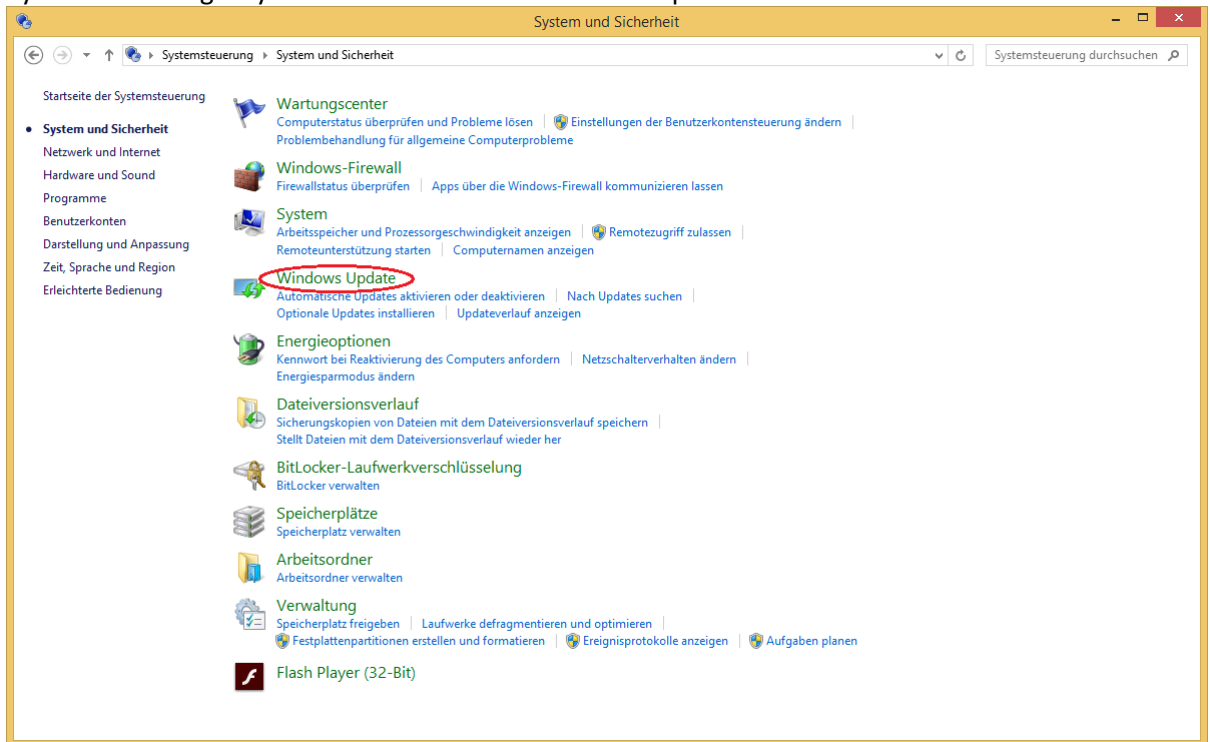 System und Sicherheit
Systemsteuerung System und Sicherheit
Systemsteuerung durchsuchen
Startseite der Systemsteuerung
System und Sicherheit
Netzwerk und Internet
Hardware und Sound
Programme
Benutzerkonten
Darstellung und Anpassung
Zeit, Sprache und Region
Erleichterte Bedienung
Wartungscenter
Computerstatus überprüfen und Probleme lösen Einstellungen der Benutzerkontensteuerung ändern
Problembehandlung für allgemeine Computerprobleme
Windows-Firewall
Firewallstatus überprüfen Apps über die Windows-Firewall kommunizieren lassen
System
Arbeitsspeicher und Prozessorgeschwindigkeit anzeigen Remotezugriff zulassen
Remoteunterstützung starten Computernamen anzeigen
Windows Update
Automatische Updates aktivieren oder deaktivieren Nach Updates suchen
Optionale Updates installieren Updateverlauf anzeigen
Energieoptionen
Kennwort bei Reaktivierung des Computers anfordern Netzschalterverhalten ändern
Energiesparmodus ändern
Dateiversionsverlauf
Sicherungskopien von Dateien mit dem Dateiversionsverlauf speichern
Stellt Dateien mit dem Dateiversionsverlauf wieder her
BitLocker-Laufwerkverschlüsselung
BitLocker verwalten
Speicherplätze
Speicherplatz verwalten
Arbeitsordner
Arbeitsordner verwalten
Verwaltung
Speicherplatz freigeben Laufwerke defragmentieren und optimieren
Festplattenpartitionen erstellen und formatieren Ereignisprotokolle anzeigen Aufgaben planen
Flash Player (32-Bit)